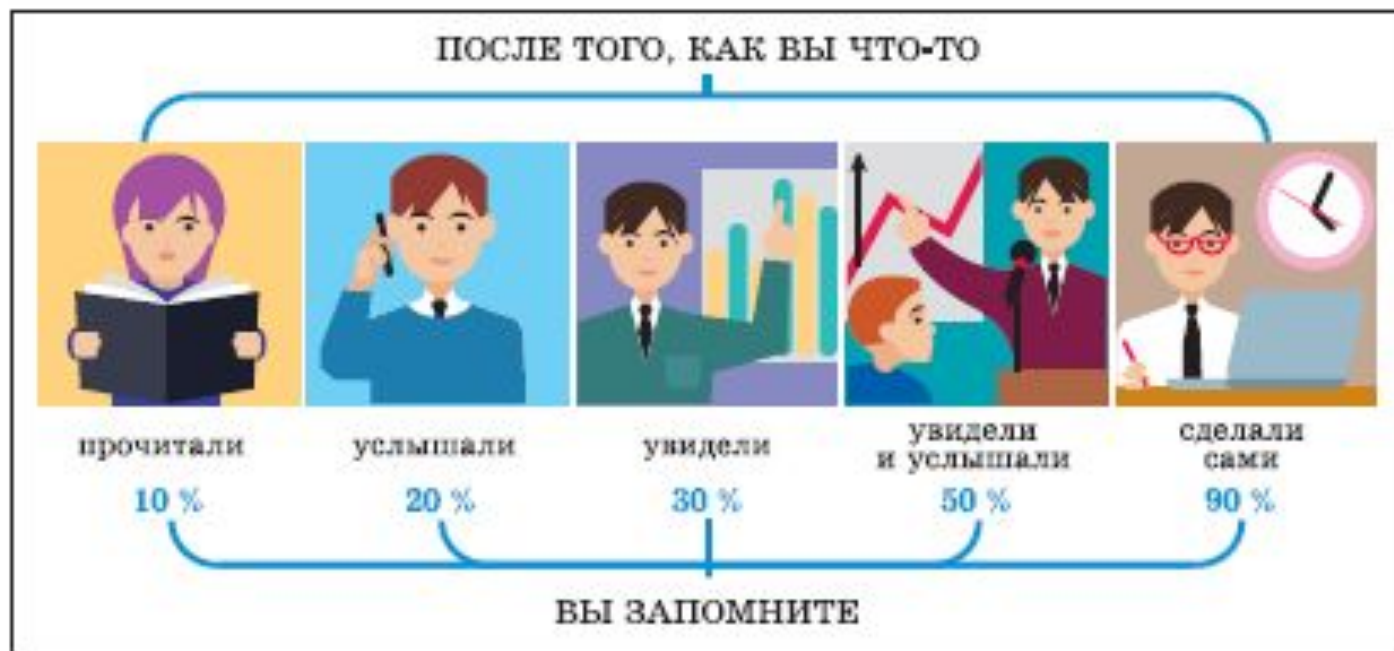 ПОСЛЕ ТОГО, КАК ВЫ ЧТО-ТО
прочитали
10 %
услышали
20 %
увидели
30 %
увидели
и услышали
50 %
сделали
сами
90 %
ВЫ ЗАПОМНИТЕ